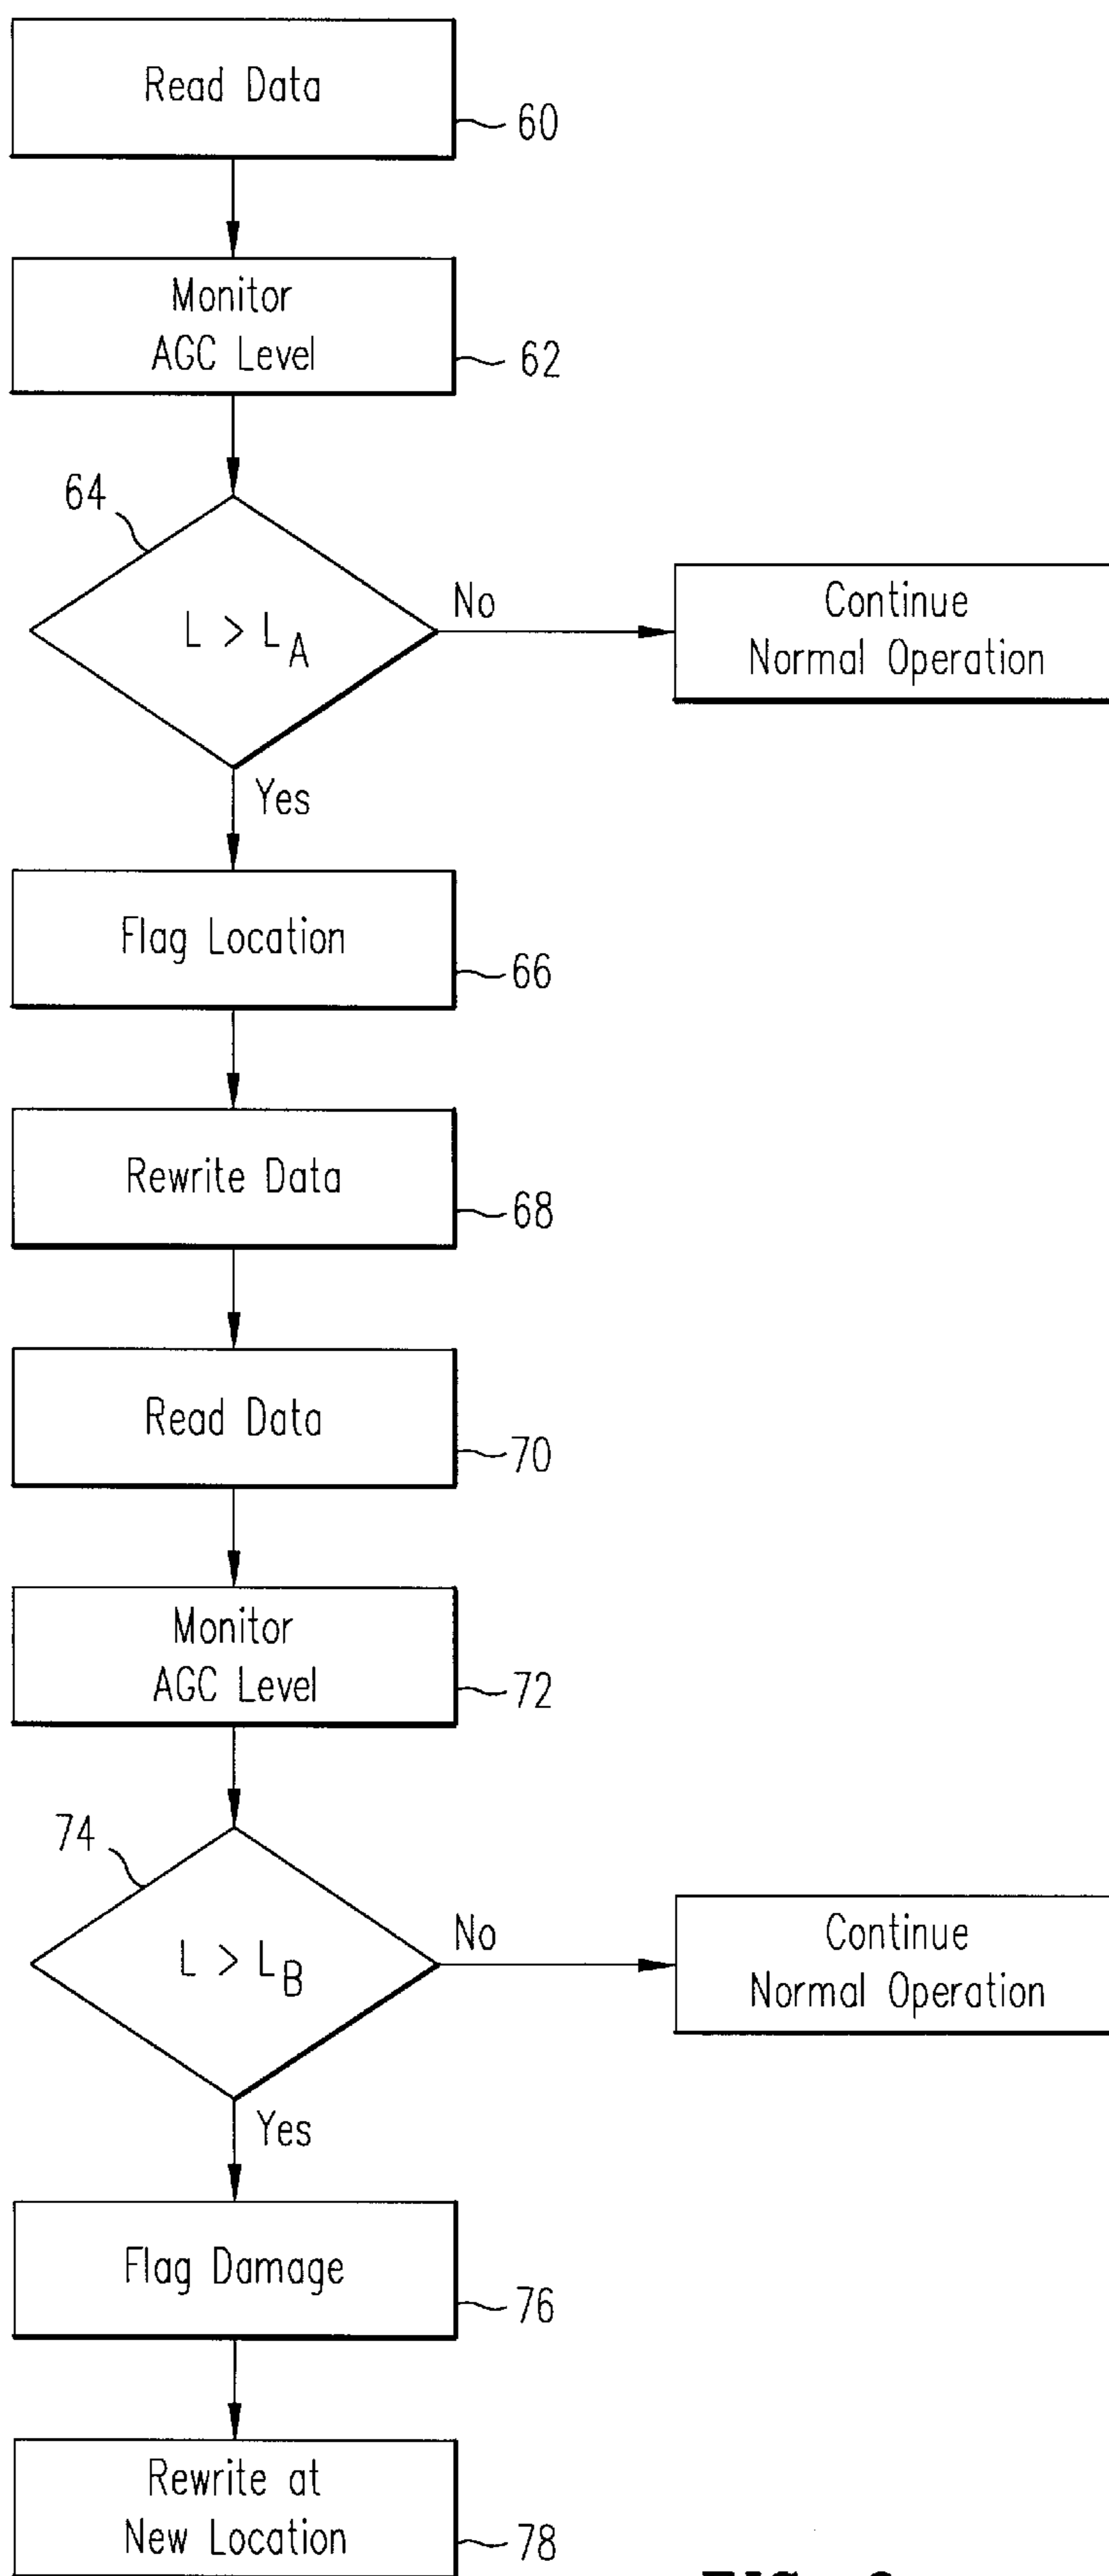 Read Data
60
Monitor
AGC Level
62
64
L > LA
No
Continue
Normal Operation
Yes
Flag Location
66
Rewrite Data
68
Read Data
70
Monitor
AGC Level
72
74
L > LB
No
Continue
Normal Operation
Yes
Flag Damage
76
Rewrite at
New Location
78